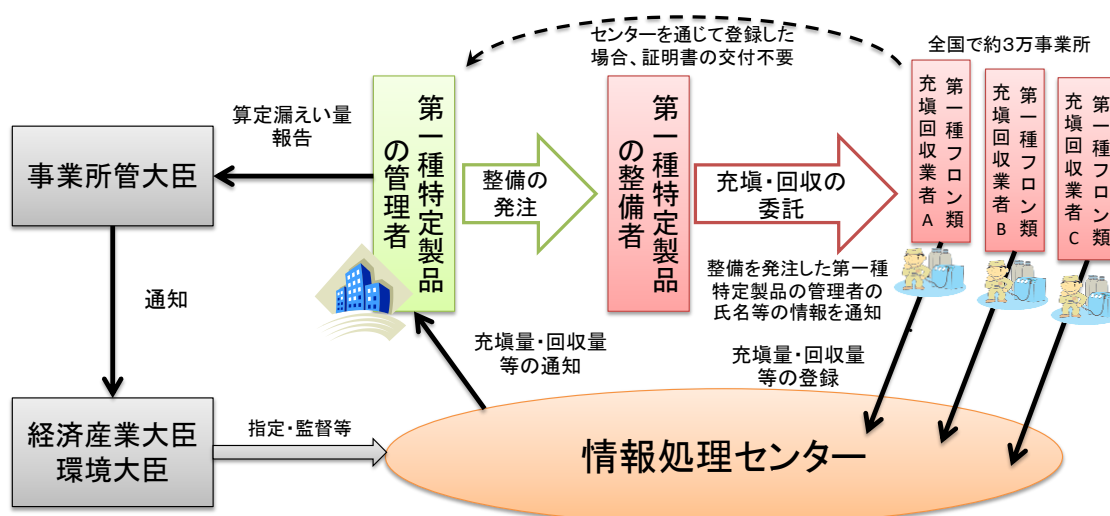 センターを通じて登録した
場合、証明書の交付不要
全国で約3万事業所
算定漏えい量
報告
事業所管大臣
第一種特定製品
の管理者
整備の
発注
第一種特定製品
の整備者
充塡・回収の
委託
第一種フロン類
充塡回収業者A
第一種フロン類
充塡回収業者B
第一種フロン類
充塡回収業者C
整備を発注した第一種
特定製品の管理者の
氏名等の情報を通知
通知
充塡量・回収量
等の通知
充塡量・回収量
等の登録
経済産業大臣
環境大臣
指定・監督等
情報処理センター